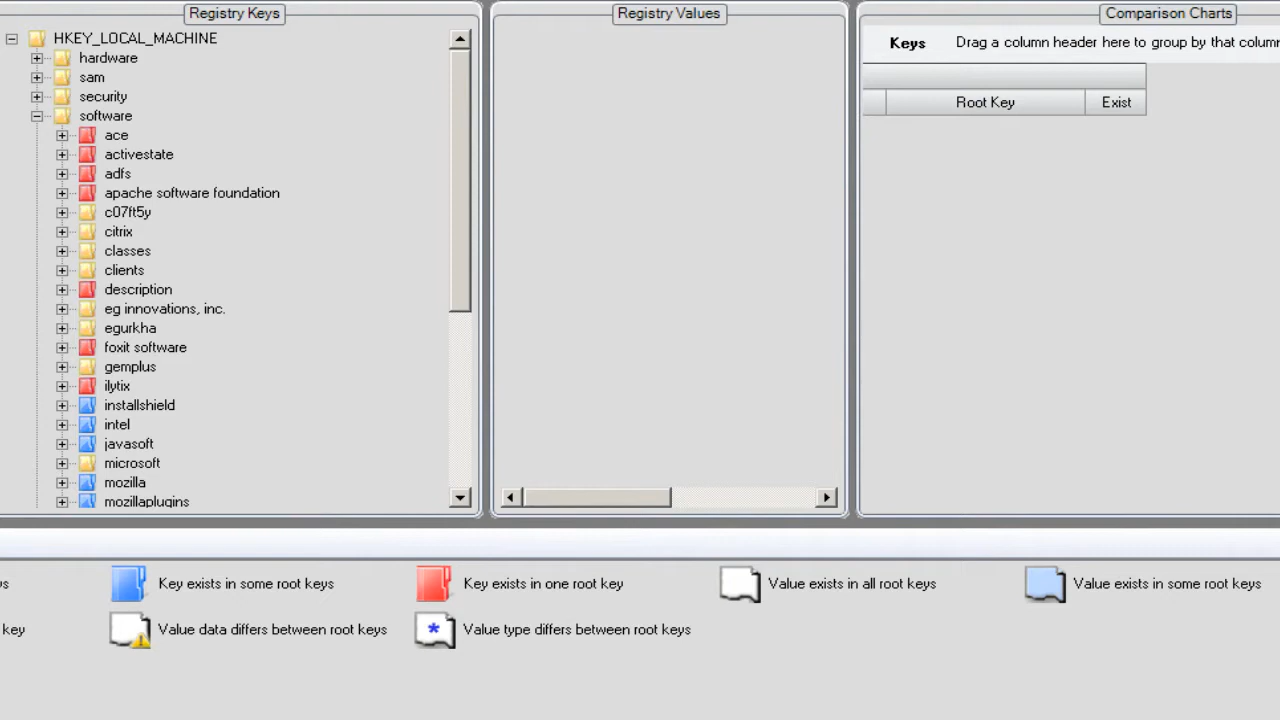 Registry Keys
HKEY_LOCAL_MACHINE
hardware
sam
security
software
ace
activestate
adfs
apache software foundation
c07ft5y
citrix
classes
clients
description
eg innovations, inc.
egurkha
foxit software
gemplus
ilytix
installshield
intel
javasoft
microsoft
mozilla
mozillaplugins
Registry Values
Comparison Charts
Keys Drag a column header here to group by that colum
Root Key Exist
Key exists in some root keys Key exists in one root key Value exists in all root keys Value exists in some root keys
key Value data differs between root keys * Value type differs between root keys